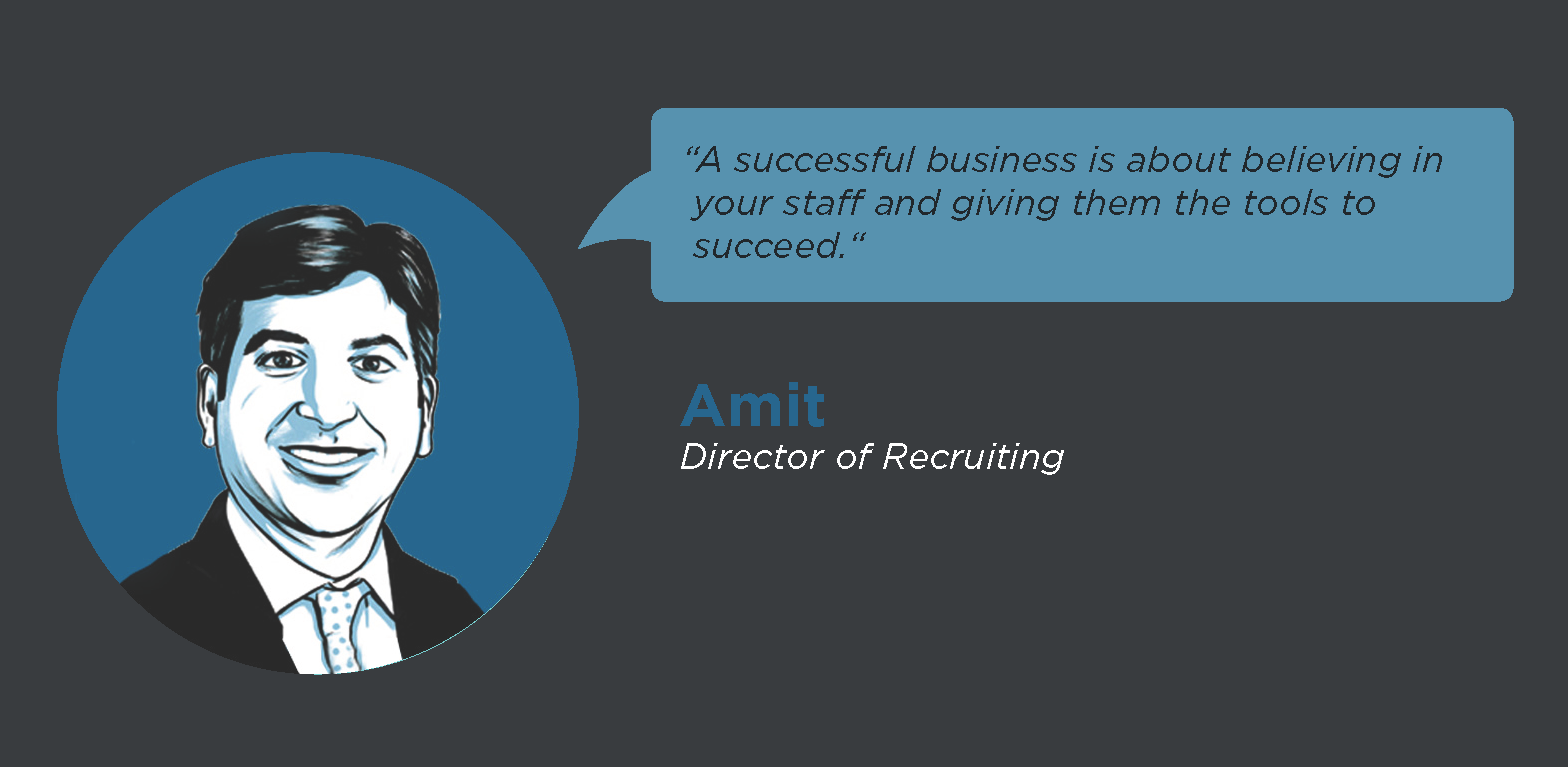 “A successful business is about believing in
your staff and giving them the tools to
succeed.“
Amit
Director of Recruiting